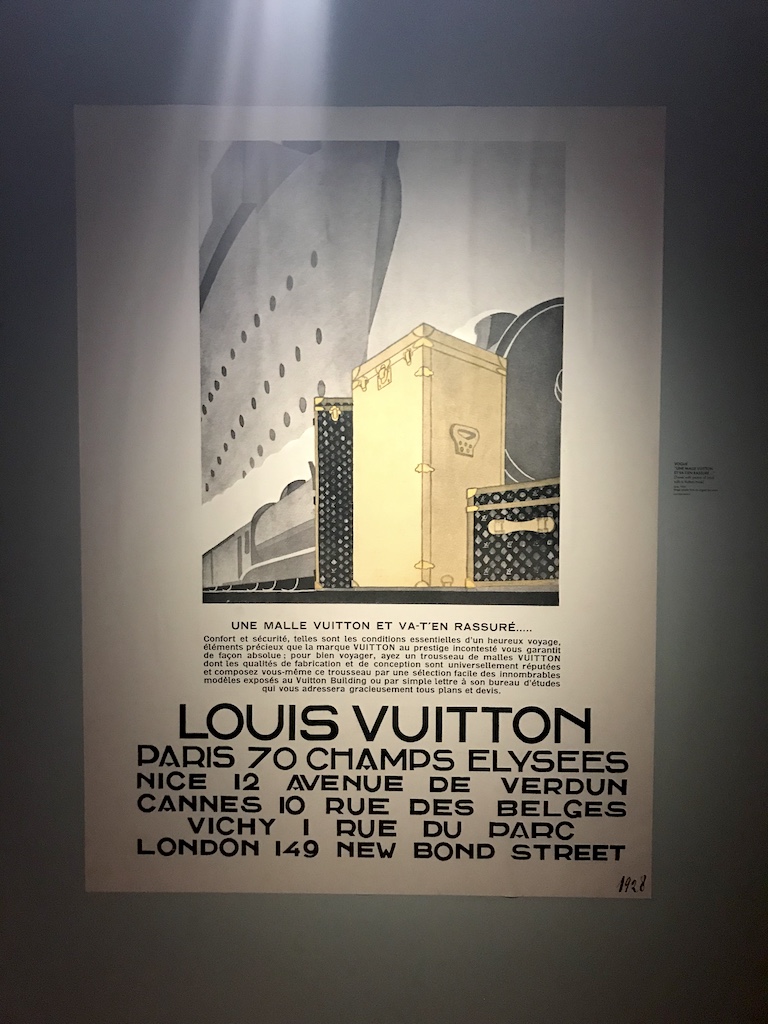 UNE MALLE VUITTON ET VA-T'EN RASSURÉ.....
Confort et sécurité, telles sont les conditions essentielles d'un heureux voyage,
éléments précieux que la marque VUITTON au prestige incontesté vous garantit
de façon absolue ; pour bien voyager, ayez un trousseau de malles VUITTON
dont les qualités de fabrication et de conception sont universellement réputées
et composez vous-même ce trousseau par une sélection facile des innombrables
modèles exposés au Vuitton Building ou par simple lettre à son bureau d'études
qui vous adressera gracieusement tous plans et devis.
LOUIS VUITTON
PARIS 70 CHAMPS ELYSEES
NICE 12 AVENUE DE VERDUN
CANNES 10 RUE DES BELGES
VICHY 1 RUE DU PARC
LONDON 149 NEW BOND STREET
1928